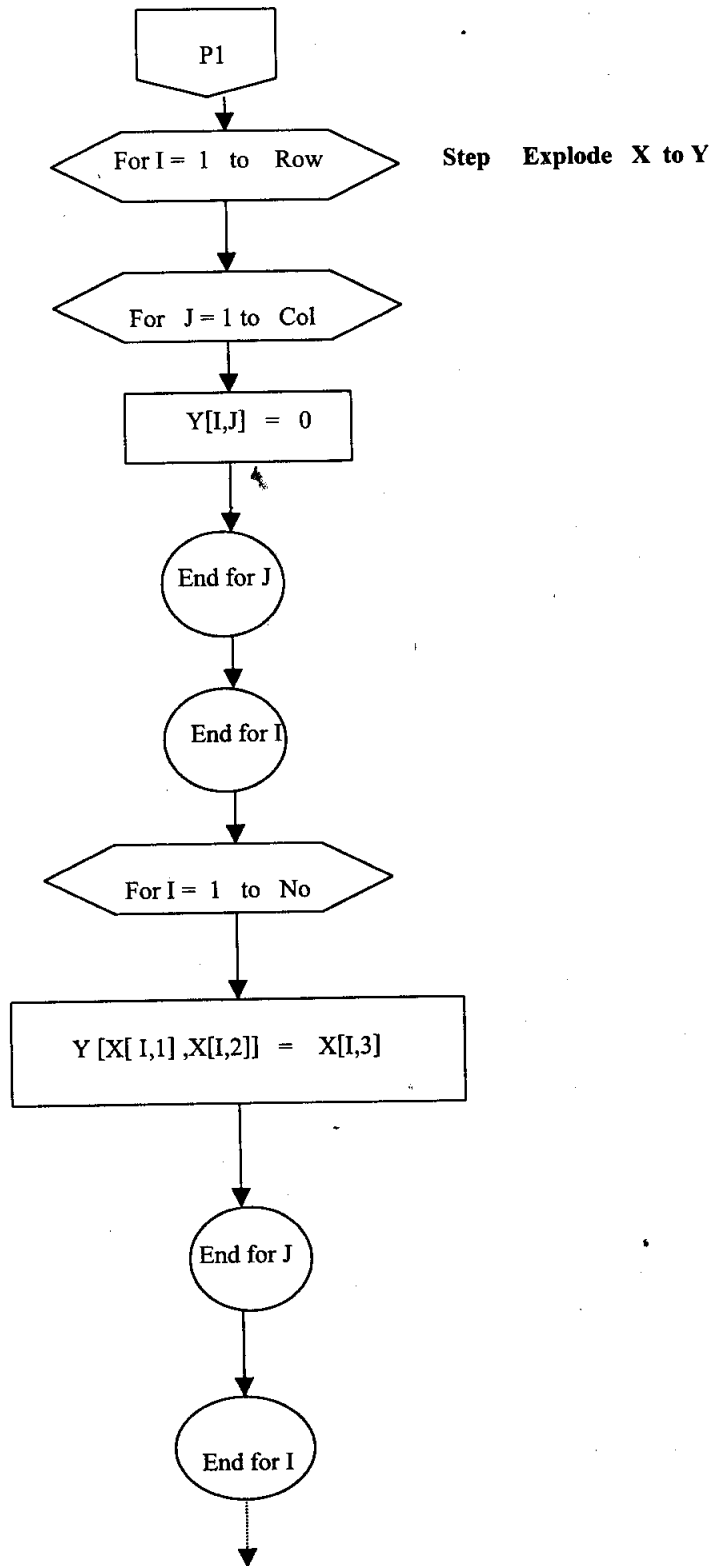 P1
For I = 1 to Row
Step Explode X to Y
For J = 1 to Col
Y[I,J] = 0
End for J
End for I
For I = 1 to No
Y [X[ I,1] ,X[I,2]] = X[I,3]
End for J
End for I